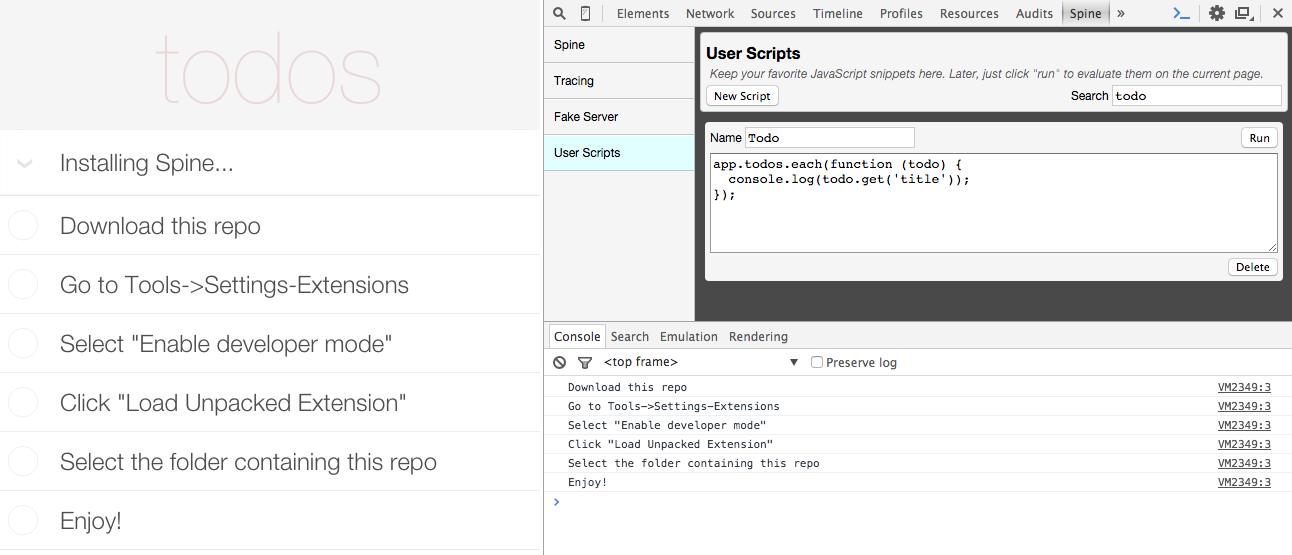 todos
Installing Spine...
Download this repo
Go to Tools->Settings-Extensions
Select "Enable developer mode"
Click "Load Unpacked Extension"
Select the folder containing this repo
Enjoy!
Elements Network Sources Timeline Profiles Resources Audits Spine »
Spine
Tracing
Fake Server
User Scripts
User Scripts
Keep your favorite JavaScript snippets here. Later, just click "run" to evaluate them on the current page.
New Script Search todo
Name Todo Run
app.todos.each(function (todo) {
  console.log(todo.get('title'));
});
Delete
Console Search Emulation Rendering
<top frame> ▼ Preserve log
Download this repo VM2349:3
Go to Tools->Settings-Extensions VM2349:3
Select "Enable developer mode" VM2349:3
Click "Load Unpacked Extension" VM2349:3
Select the folder containing this repo VM2349:3
Enjoy! VM2349:3